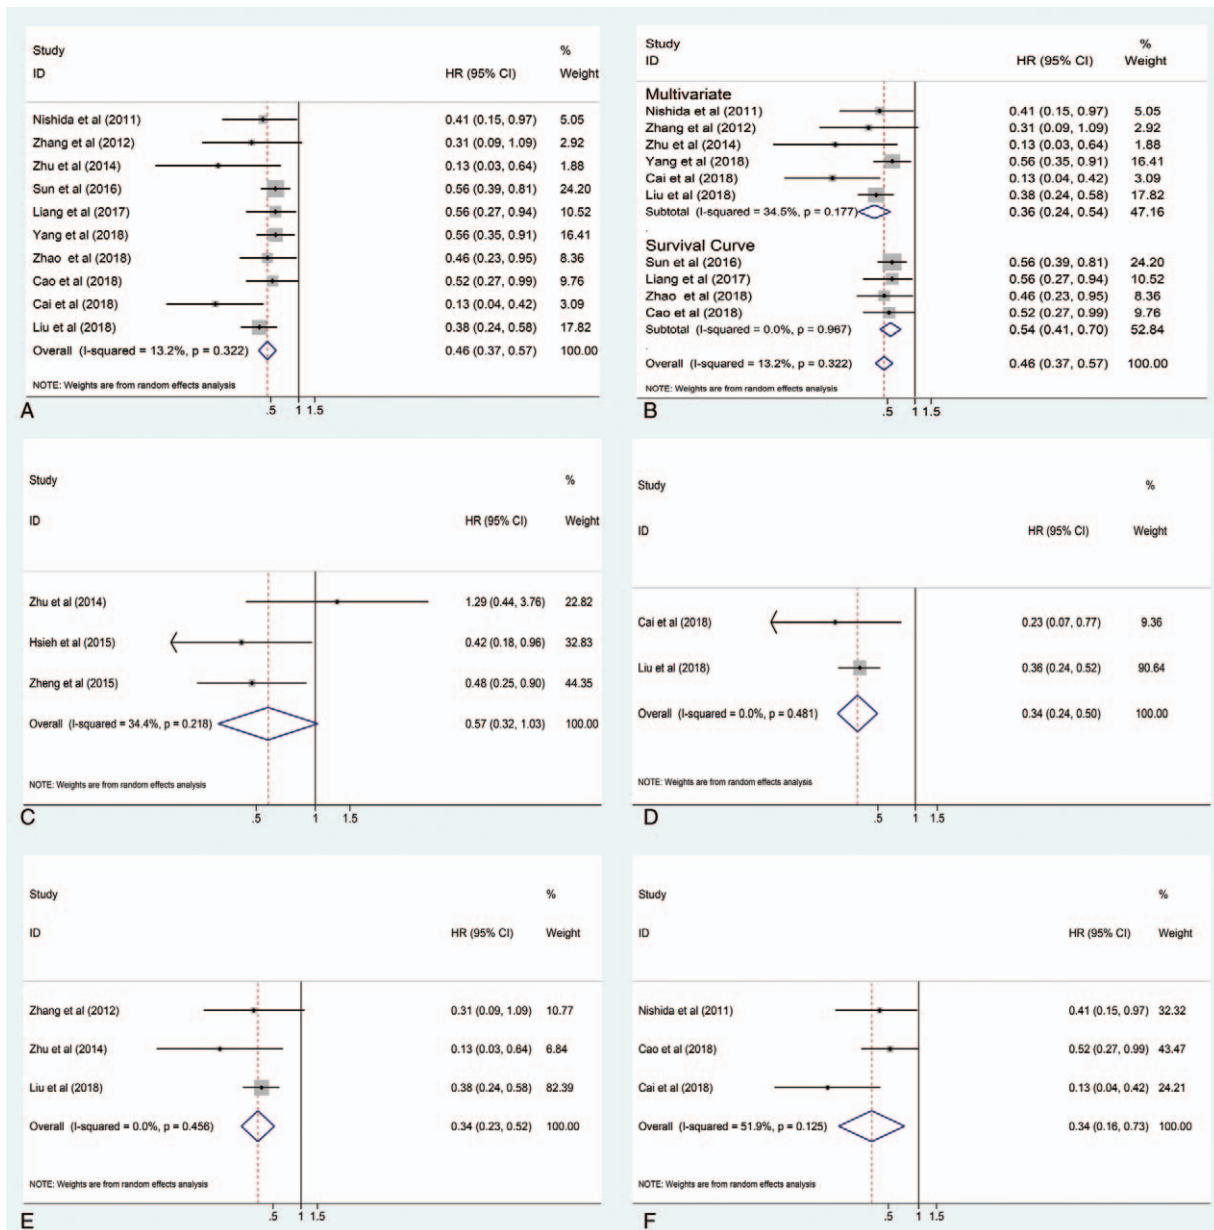 Study %
ID HR (95% CI) Weight
Nishida et al (2011) 0.41 (0.15, 0.97) 5.05
Zhang et al (2012) 0.31 (0.09, 1.09) 2.92
Zhu et al (2014) 0.13 (0.03, 0.64) 1.88
Sun et al (2016) 0.56 (0.39, 0.81) 24.20
Liang et al (2017) 0.56 (0.27, 0.94) 10.52
Yang et al (2018) 0.56 (0.35, 0.91) 16.41
Zhao et al (2018) 0.46 (0.23, 0.95) 8.36
Cao et al (2018) 0.52 (0.27, 0.99) 9.76
Cai et al (2018) 0.13 (0.04, 0.42) 3.09
Liu et al (2018) 0.38 (0.24, 0.58) 17.82
Overall (I-squared = 13.2%, p = 0.322) 0.46 (0.37, 0.57) 100.00
NOTE: Weights are from random effects analysis
A .5 1 1.5
Study %
ID HR (95% CI) Weight
Multivariate
Nishida et al (2011) 0.41 (0.15, 0.97) 5.05
Zhang et al (2012) 0.31 (0.09, 1.09) 2.92
Zhu et al (2014) 0.13 (0.03, 0.64) 1.88
Yang et al (2018) 0.56 (0.35, 0.91) 16.41
Cai et al (2018) 0.13 (0.04, 0.42) 3.09
Liu et al (2018) 0.38 (0.24, 0.58) 17.82
Subtotal (I-squared = 34.5%, p = 0.177) 0.36 (0.24, 0.54) 47.16
.
Survival Curve
Sun et al (2016) 0.56 (0.39, 0.81) 24.20
Liang et al (2017) 0.56 (0.27, 0.94) 10.52
Zhao et al (2018) 0.46 (0.23, 0.95) 8.36
Cao et al (2018) 0.52 (0.27, 0.99) 9.76
Subtotal (I-squared = 0.0%, p = 0.967) 0.54 (0.41, 0.70) 52.84
.
Overall (I-squared = 13.2%, p = 0.322) 0.46 (0.37, 0.57) 100.00
NOTE: Weights are from random effects analysis
B .5 1 1.5
Study %
ID HR (95% CI) Weight
Zhu et al (2014) 1.29 (0.44, 3.76) 22.82
Hsieh et al (2015) 0.42 (0.18, 0.96) 32.83
Zheng et al (2015) 0.48 (0.25, 0.90) 44.35
Overall (I-squared = 34.4%, p = 0.218) 0.57 (0.32, 1.03) 100.00
NOTE: Weights are from random effects analysis
C .5 1 1.5
Study %
ID HR (95% CI) Weight
Cai et al (2018) 0.23 (0.07, 0.77) 9.36
Liu et al (2018) 0.36 (0.24, 0.52) 90.64
Overall (I-squared = 0.0%, p = 0.481) 0.34 (0.24, 0.50) 100.00
NOTE: Weights are from random effects analysis
D .5 1 1.5
Study %
ID HR (95% CI) Weight
Zhang et al (2012) 0.31 (0.09, 1.09) 10.77
Zhu et al (2014) 0.13 (0.03, 0.64) 6.84
Liu et al (2018) 0.38 (0.24, 0.58) 82.39
Overall (I-squared = 0.0%, p = 0.456) 0.34 (0.23, 0.52) 100.00
NOTE: Weights are from random effects analysis
E .5 1 1.5
Study %
ID HR (95% CI) Weight
Nishida et al (2011) 0.41 (0.15, 0.97) 32.32
Cao et al (2018) 0.52 (0.27, 0.99) 43.47
Cai et al (2018) 0.13 (0.04, 0.42) 24.21
Overall (I-squared = 51.9%, p = 0.125) 0.34 (0.16, 0.73) 100.00
NOTE: Weights are from random effects analysis
F .5 1 1.5